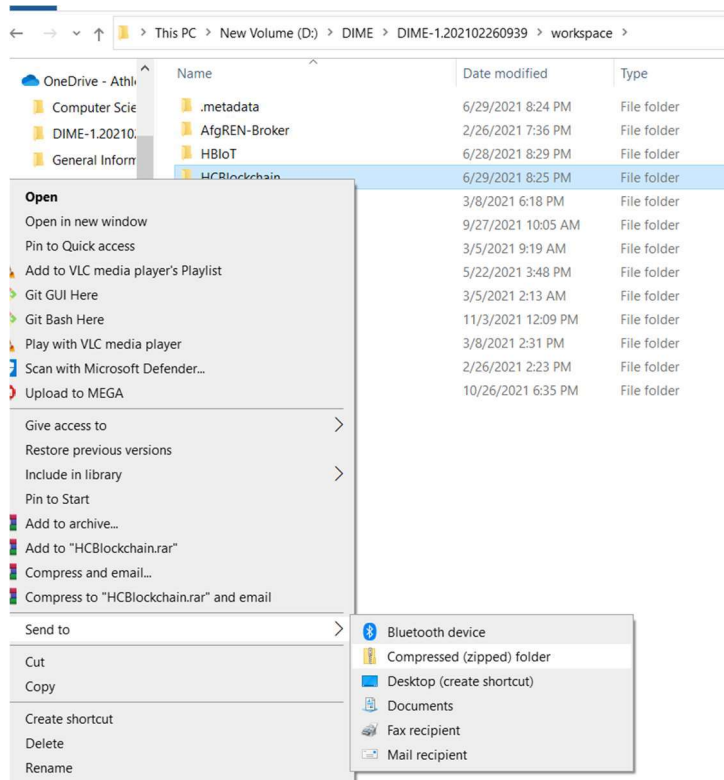 This PC > New Volume (D:) > DIME > DIME-1.202102260939 > workspace >
Name Date modified Type
OneDrive - Athl
Computer Scie
DIME-1.20210
General Inform
.metadata 6/29/2021 8:24 PM File folder
AfgREN-Broker 2/26/2021 7:36 PM File folder
HBIoT 6/28/2021 8:29 PM File folder
HCBlockchain 6/29/2021 8:25 PM File folder
3/8/2021 6:18 PM File folder
9/27/2021 10:05 AM File folder
3/5/2021 9:19 AM File folder
5/22/2021 3:48 PM File folder
3/5/2021 2:13 AM File folder
11/3/2021 12:09 PM File folder
3/8/2021 2:31 PM File folder
2/26/2021 2:23 PM File folder
10/26/2021 6:35 PM File folder
Open
Open in new window
Pin to Quick access
Add to VLC media player's Playlist
Git GUI Here
Git Bash Here
Play with VLC media player
Scan with Microsoft Defender...
Upload to MEGA
Give access to
Restore previous versions
Include in library
Pin to Start
Add to archive...
Add to "HCBlockchain.rar"
Compress and email...
Compress to "HCBlockchain.rar" and email
Send to
Cut
Copy
Create shortcut
Delete
Rename
Bluetooth device
Compressed (zipped) folder
Desktop (create shortcut)
Documents
Fax recipient
Mail recipient